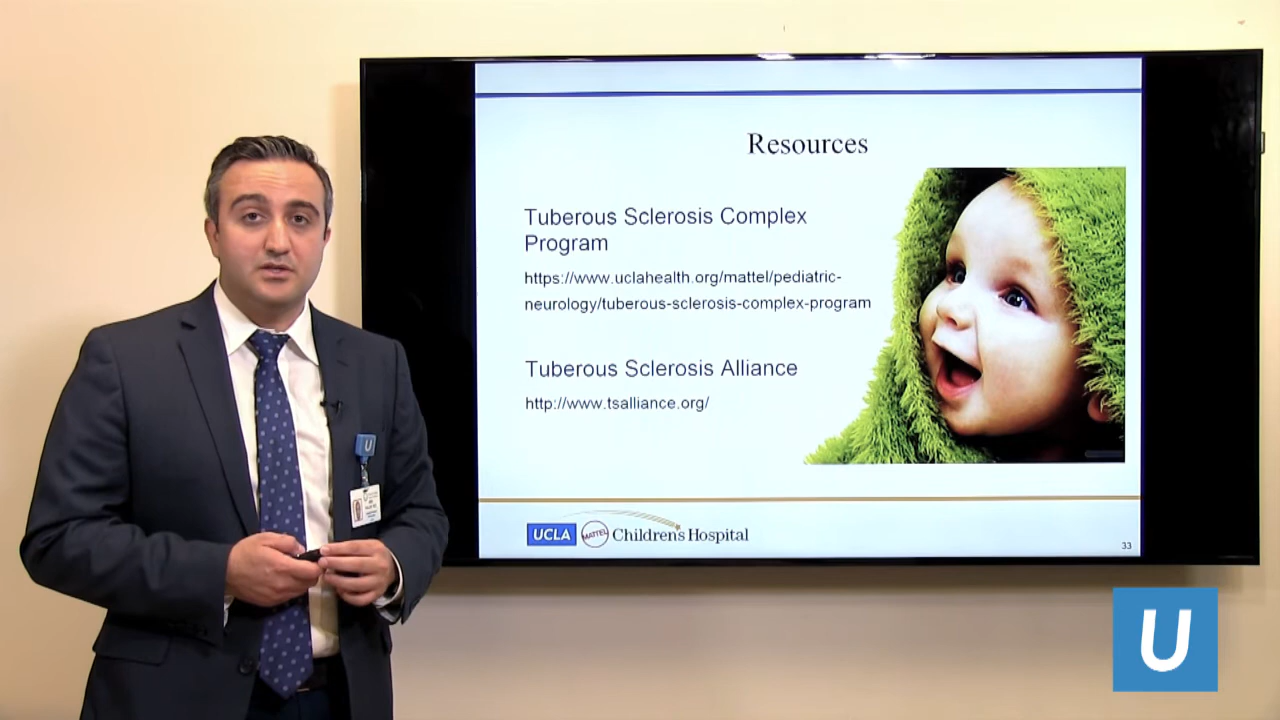 Resources
Tuberous Sclerosis Complex
Program
https://www.uclahealth.org/mattel/pediatric-
neurology/tuberous-sclerosis-complex-program
Tuberous Sclerosis Alliance
http://www.tsalliance.org/
UCLA MATTEL Children's Hospital
33
U
U